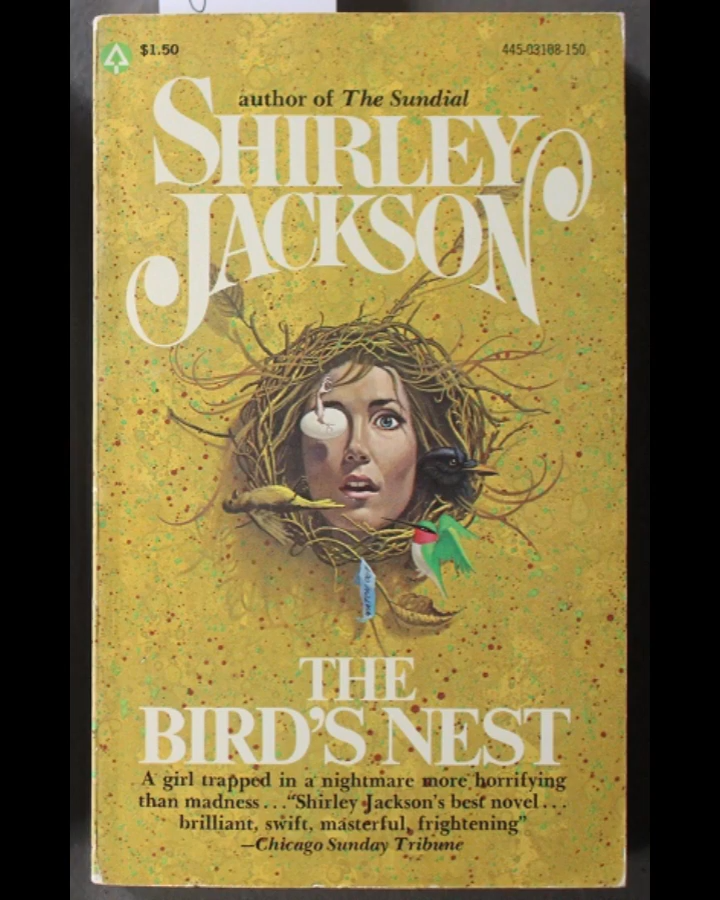 $1.50
445-03108-150
author of The Sundial
SHIRLEY
JACKSON
THE
BIRD'S NEST
A girl trapped in a nightmare more horrifying
than madness . . . "Shirley Jackson's best novel . . .
brilliant, swift, masterful, frightening"
—Chicago Sunday Tribune